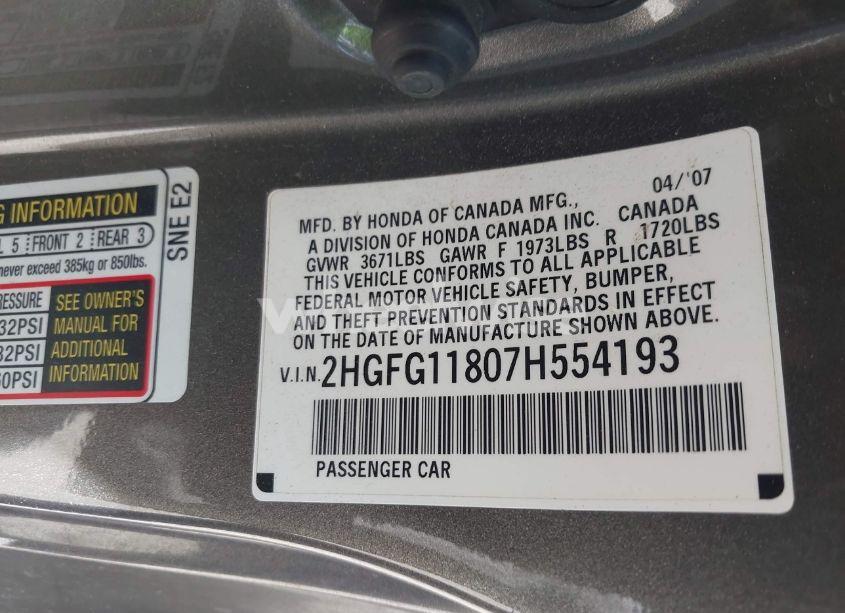 G INFORMATION
L 5 FRONT 2 REAR 3
never exceed 385kg or 850lbs.
PRESSURE SEE OWNER'S
32PSI MANUAL FOR
32PSI ADDITIONAL
60PSI INFORMATION
SNE E2
04/'07
MFD. BY HONDA OF CANADA MFG.,
A DIVISION OF HONDA CANADA INC. CANADA
GVWR 3671LBS GAWR F 1973LBS R 1720LBS
THIS VEHICLE CONFORMS TO ALL APPLICABLE
FEDERAL MOTOR VEHICLE SAFETY, BUMPER,
AND THEFT PREVENTION STANDARDS IN EFFECT
ON THE DATE OF MANUFACTURE SHOWN ABOVE.
V.I.N. 2HGFG11807H554193
PASSENGER CAR